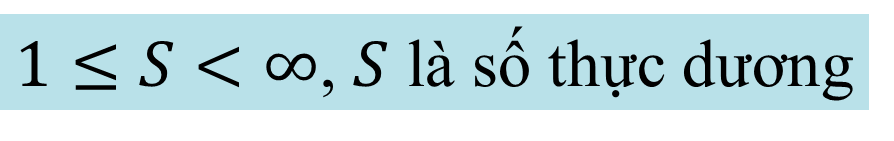 1 ≤ S < ∞, S là số thực dương